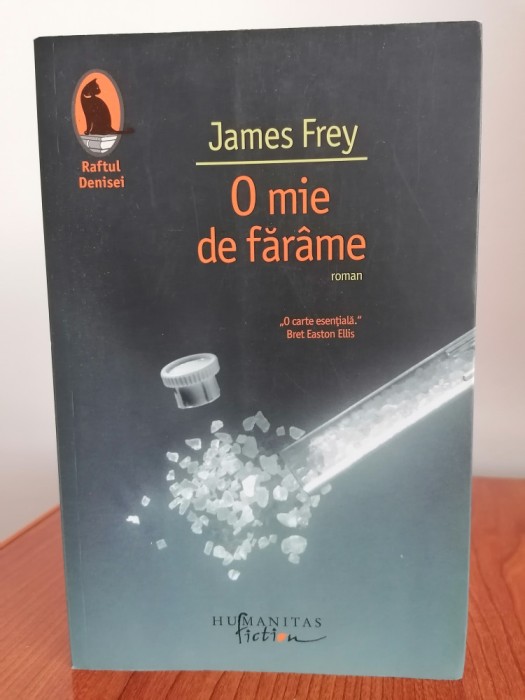 Raftul
Denisei
James Frey
O mie
de fărâme
roman
„O carte esențială.“
Bret Easton Ellis
HUMANITAS
fiction